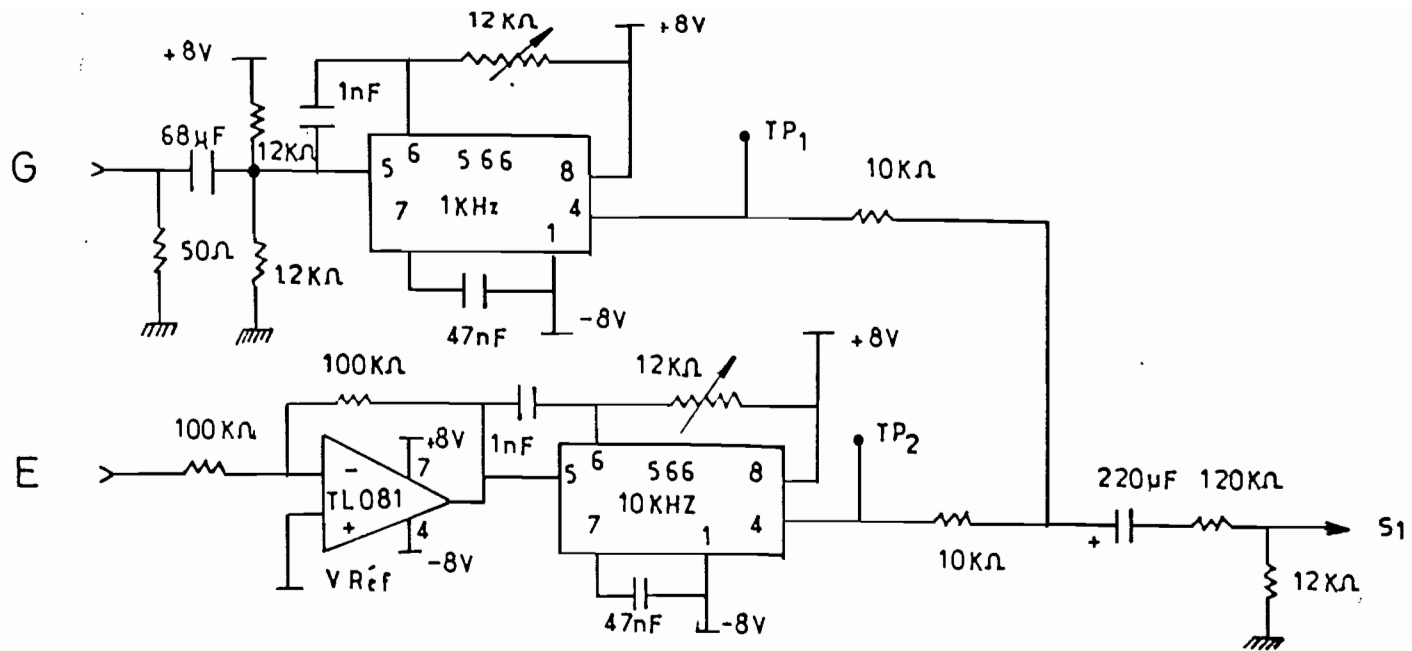 12KΩ
+8V
+8V
1nF
68µF
12KΩ
TP1
G
5
6
566
8
10KΩ
7
1KHz
4
1
50Ω
12KΩ
47nF
-8V
+8V
100KΩ
12KΩ
100KΩ
1nF
TP2
+8V
E
-
7
5
6
566
8
220µF
120KΩ
TL081
10KHZ
+
4
7
1
4
S1
-8V
10KΩ
V Réf
12KΩ
47nF
-8V
+